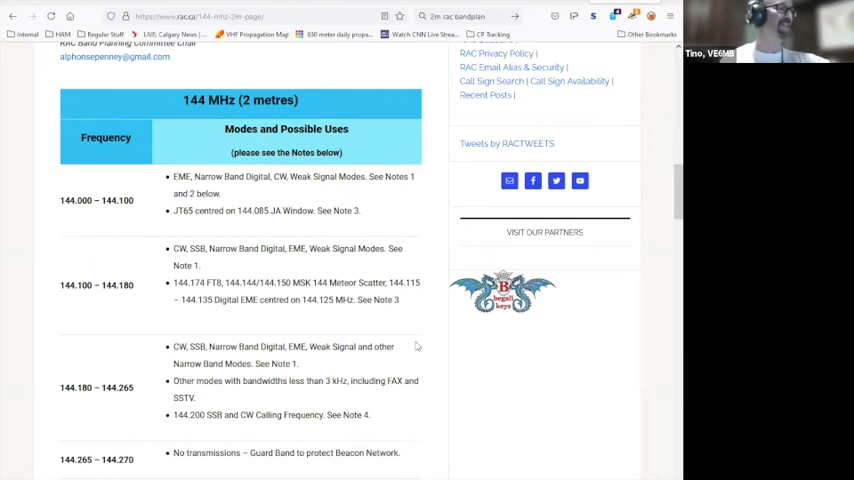 https://www.rac.ca/144-mhz-2m-page/
2m rac bandplan
Internal
HAM
Regular Stuff
LIVE: Calgary News |...
VHF Propagation Map
630 meter daily propa...
Watch CNN Live Strea...
CP Tracking
Other Bookmarks
Tino, VE6MB
RAC Band Planning Committee Chair
alphonsepenney@gmail.com
144 MHz (2 metres)
Frequency
Modes and Possible Uses
(please see the Notes below)
144.000 – 144.100
EME, Narrow Band Digital, CW, Weak Signal Modes. See Notes 1
and 2 below.
JT65 centred on 144.085 JA Window. See Note 3.
144.100 – 144.180
CW, SSB, Narrow Band Digital, EME, Weak Signal Modes. See
Note 1.
144.174 FT8, 144.144/144.150 MSK 144 Meteor Scatter, 144.115
– 144.135 Digital EME centred on 144.125 MHz. See Note 3
144.180 – 144.265
CW, SSB, Narrow Band Digital, EME, Weak Signal and other
Narrow Band Modes. See Note 1.
Other modes with bandwidths less than 3 kHz, including FAX and
SSTV.
144.200 SSB and CW Calling Frequency. See Note 4.
144.265 – 144.270
No transmissions – Guard Band to protect Beacon Network.
RAC Privacy Policy |
RAC Email Alias & Security |
Call Sign Search | Call Sign Availability |
Recent Posts |
Tweets by RACTWEETS
VISIT OUR PARTNERS
B
begali
keys